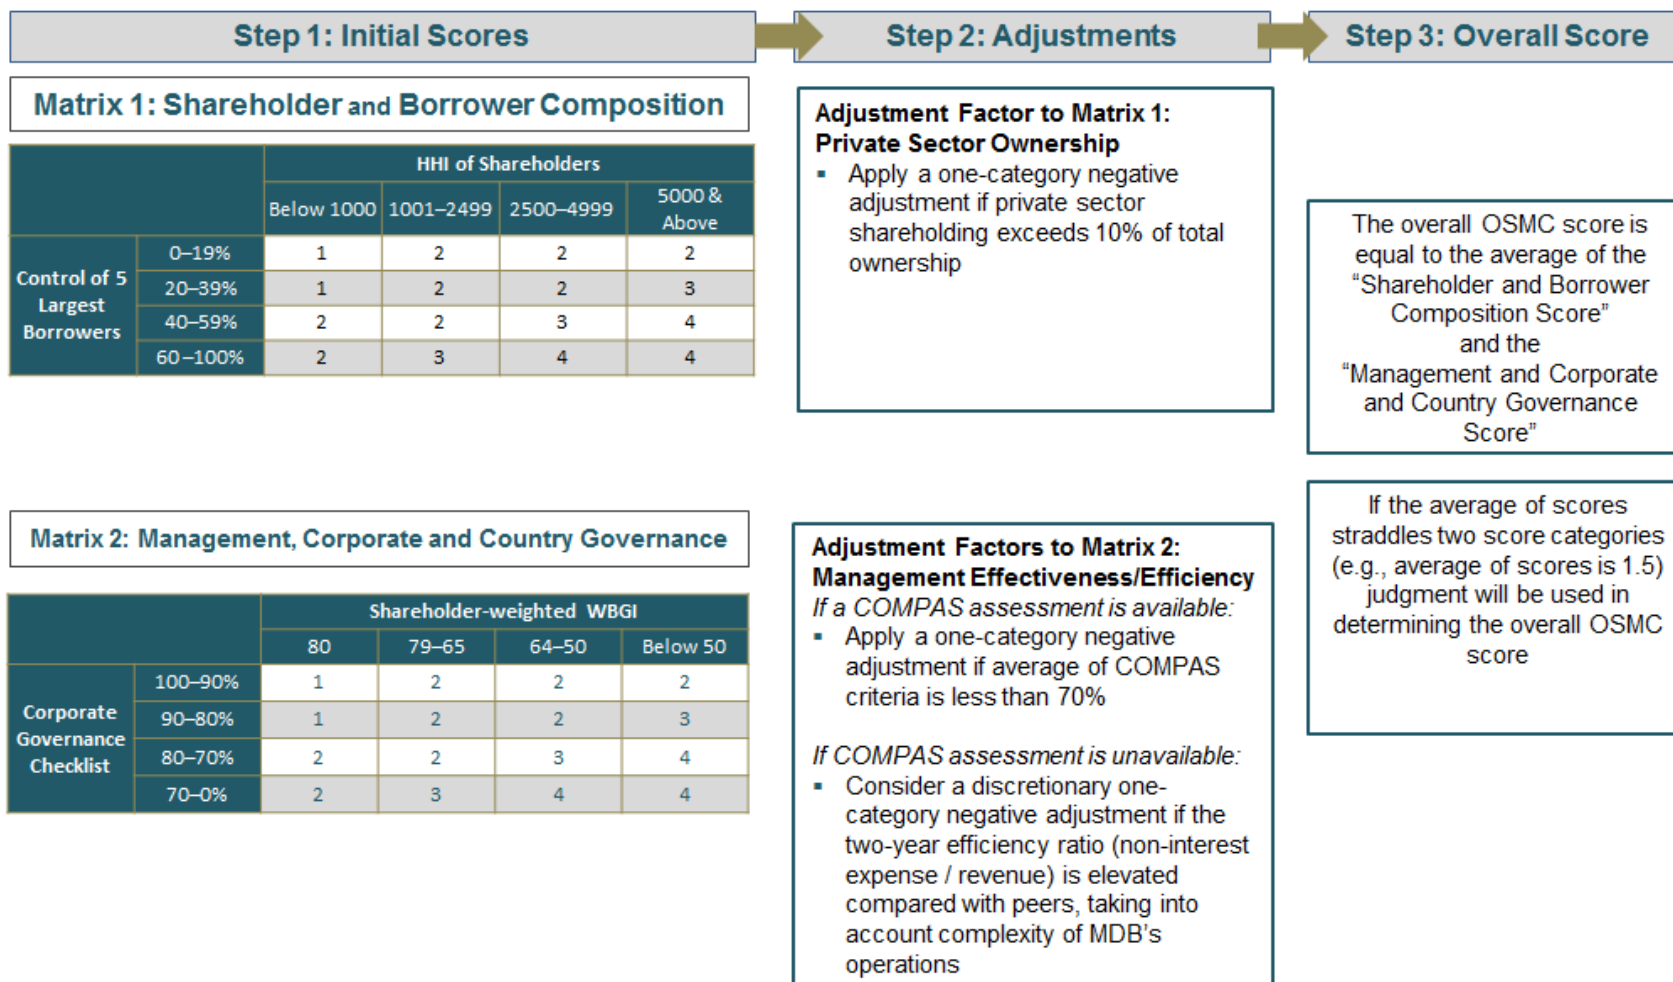 Step 1: Initial Scores
Step 2: Adjustments
Step 3: Overall Score
Matrix 1: Shareholder and Borrower Composition
HHI of Shareholders
Below 1000 1001–2499 2500–4999 5000 &
Above
Control of 5
Largest
Borrowers
0–19% 1 2 2 2
20–39% 1 2 2 3
40–59% 2 2 3 4
60–100% 2 3 4 4
Adjustment Factor to Matrix 1:
Private Sector Ownership
▪ Apply a one-category negative
adjustment if private sector
shareholding exceeds 10% of total
ownership
The overall OSMC score is
equal to the average of the
“Shareholder and Borrower
Composition Score”
and the
“Management and Corporate
and Country Governance
Score”
Matrix 2: Management, Corporate and Country Governance
Shareholder-weighted WBGI
80 79–65 64–50 Below 50
Corporate
Governance
Checklist
100–90% 1 2 2 2
90–80% 1 2 2 3
80–70% 2 2 3 4
70–0% 2 3 4 4
Adjustment Factors to Matrix 2:
Management Effectiveness/Efficiency
If a COMPAS assessment is available:
▪ Apply a one-category negative
adjustment if average of COMPAS
criteria is less than 70%
If COMPAS assessment is unavailable:
▪ Consider a discretionary one-
category negative adjustment if the
two-year efficiency ratio (non-interest
expense / revenue) is elevated
compared with peers, taking into
account complexity of MDB’s
operations
If the average of scores
straddles two score categories
(e.g., average of scores is 1.5)
judgment will be used in
determining the overall OSMC
score